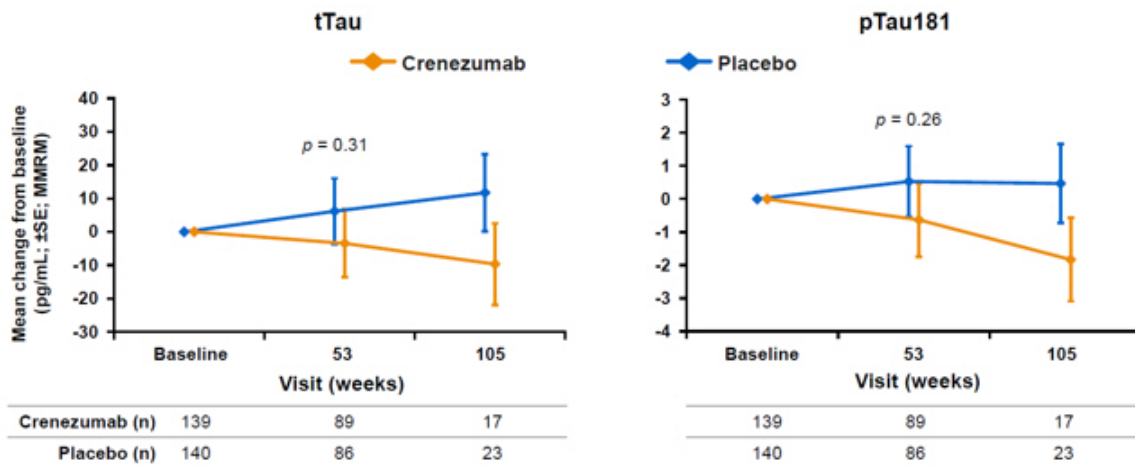 tTau
pTau181
Crenezumab
Placebo
Mean change from baseline
(pg/mL; ±SE; MMRM)
40
30
20
10
0
-10
-20
-30
p = 0.31
Baseline 53 105
Visit (weeks)
3
2
1
0
-1
-2
-3
-4
p = 0.26
Baseline 53 105
Visit (weeks)
Crenezumab (n) 139 89 17 139 89 17
Placebo (n) 140 86 23 140 86 23